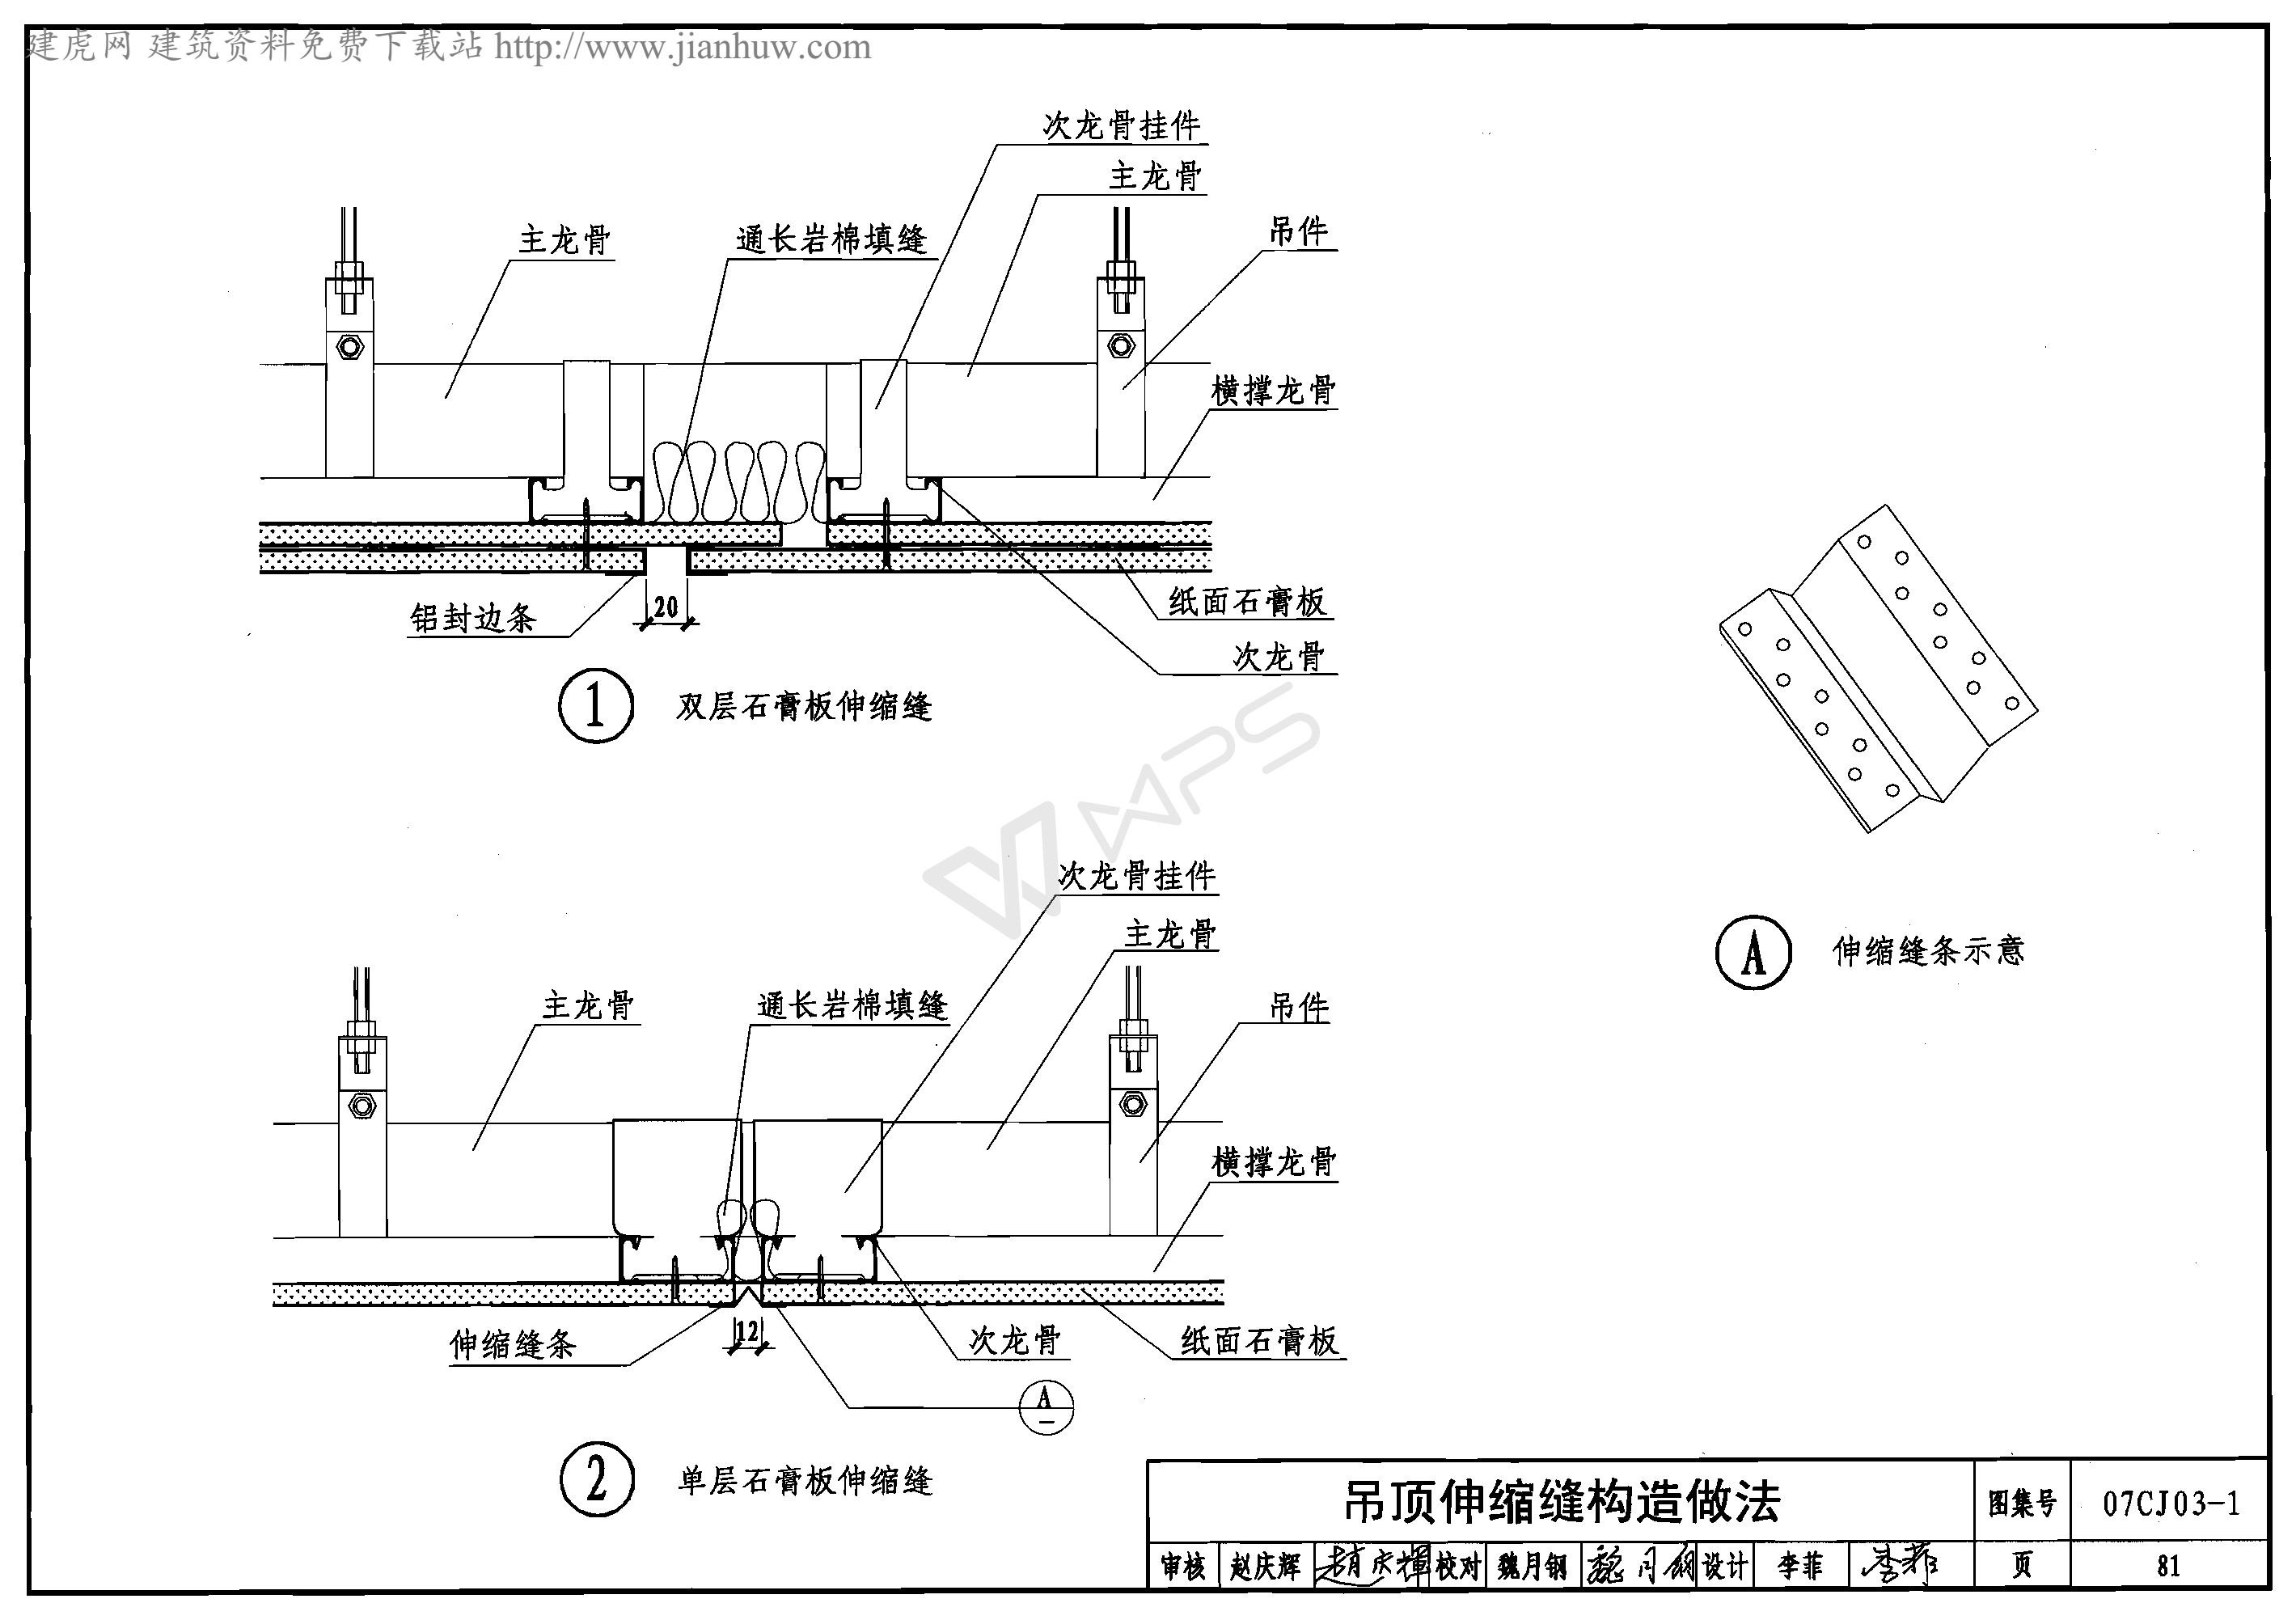 建虎网 建筑资料免费下载站 http://www.jianhuw.com
次龙骨挂件
主龙骨
主龙骨
通长岩棉填缝
吊件
横撑龙骨
纸面石膏板
铝封边条
20
次龙骨
1 双层石膏板伸缩缝
WPS
次龙骨挂件
主龙骨
A 伸缩缝条示意
主龙骨
通长岩棉填缝
吊件
横撑龙骨
伸缩缝条
12
次龙骨
纸面石膏板
A
2 单层石膏板伸缩缝
吊顶伸缩缝构造做法 图集号 07CJ03-1
审核 赵庆辉 赵庆辉 校对 魏月钢 魏月钢 设计 李菲 李菲 页 81